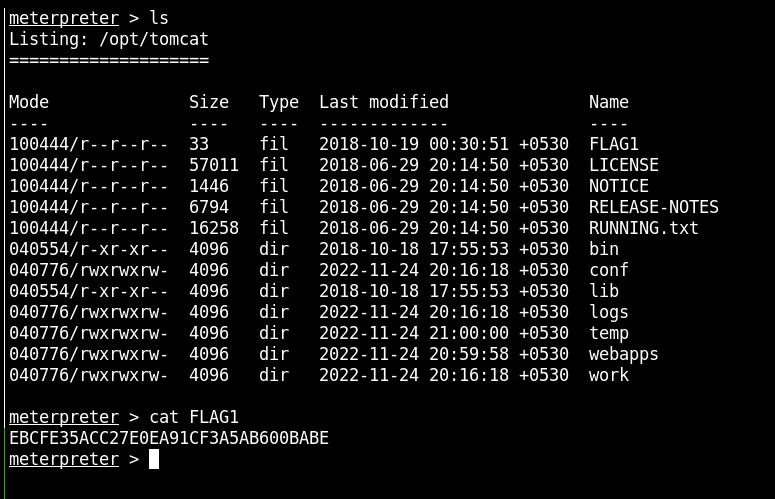 meterpreter > ls
Listing: /opt/tomcat
====================
Mode              Size   Type  Last modified              Name
----              ----   ----  -------------              ----
100444/r--r--r--  33     fil   2018-10-19 00:30:51 +0530  FLAG1
100444/r--r--r--  57011  fil   2018-06-29 20:14:50 +0530  LICENSE
100444/r--r--r--  1446   fil   2018-06-29 20:14:50 +0530  NOTICE
100444/r--r--r--  6794   fil   2018-06-29 20:14:50 +0530  RELEASE-NOTES
100444/r--r--r--  16258  fil   2018-06-29 20:14:50 +0530  RUNNING.txt
040554/r-xr-xr--  4096   dir   2018-10-18 17:55:53 +0530  bin
040776/rwxrwxrw-  4096   dir   2022-11-24 20:16:18 +0530  conf
040554/r-xr-xr--  4096   dir   2018-10-18 17:55:53 +0530  lib
040776/rwxrwxrw-  4096   dir   2022-11-24 20:16:18 +0530  logs
040776/rwxrwxrw-  4096   dir   2022-11-24 21:00:00 +0530  temp
040776/rwxrwxrw-  4096   dir   2022-11-24 20:59:58 +0530  webapps
040776/rwxrwxrw-  4096   dir   2022-11-24 20:16:18 +0530  work
meterpreter > cat FLAG1
EBCFE35ACC27E0EA91CF3A5AB600BABE
meterpreter >